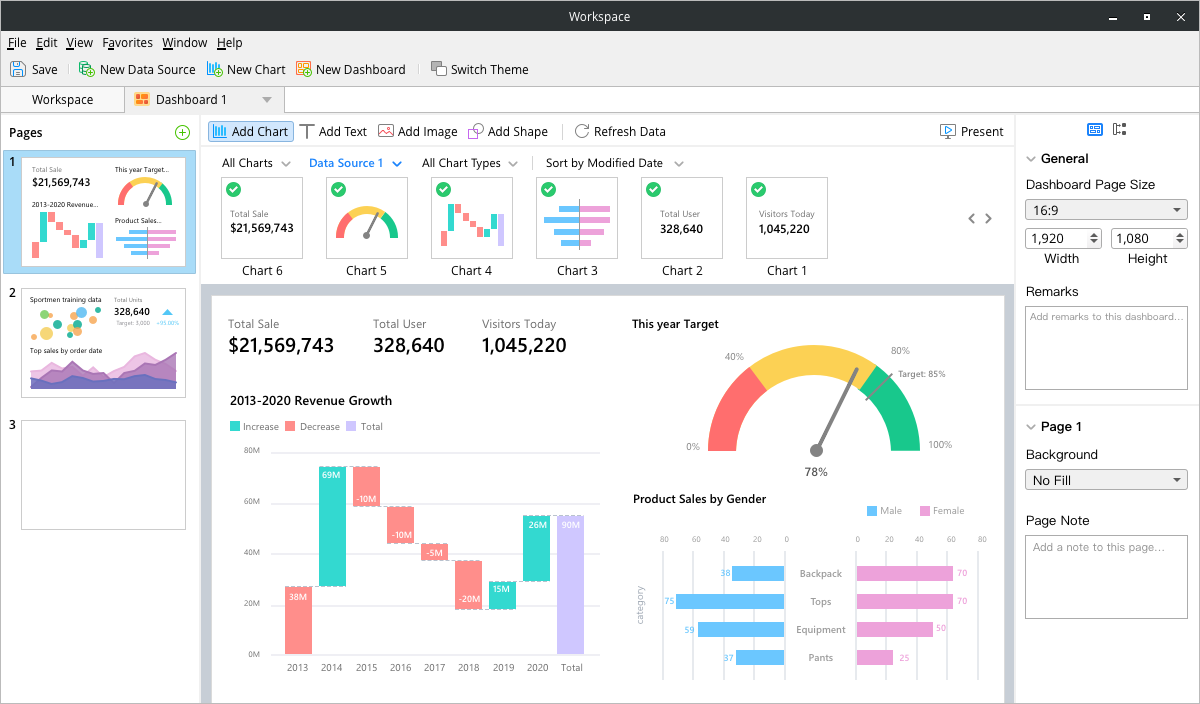 Workspace
File Edit View Favorites Window Help
Save New Data Source New Chart New Dashboard Switch Theme
Workspace Dashboard 1
Pages
1
Total Sale
$21,569,743
This year Target...
2013-2020 Revenue...
Product Sales...
2
Sportmen training data
Total Units
328,640
Target: 3,000 +95.00%
Top sales by order date
3
Add Chart Add Text Add Image Add Shape Refresh Data Present
All Charts Data Source 1 All Chart Types Sort by Modified Date
Total Sale
$21,569,743
Total User
328,640
Visitors Today
1,045,220
Chart 6 Chart 5 Chart 4 Chart 3 Chart 2 Chart 1
Total Sale Total User Visitors Today
$21,569,743 328,640 1,045,220
2013-2020 Revenue Growth
Increase Decrease Total
80M
60M
40M
20M
0M
38M
69M
-10M
-10M
-5M
-20M
15M
26M
90M
2013 2014 2015 2016 2017 2018 2019 2020 Total
This year Target
0%
40%
80%
Target: 85%
100%
78%
Product Sales by Gender
Male Female
80 60 40 20 0 0 20 40 60 80
category
38 Backpack 70
75 Tops 70
59 Equipment 50
37 Pants 25
General
Dashboard Page Size
16:9
1,920 1,080
Width Height
Remarks
Add remarks to this dashboard...
Page 1
Background
No Fill
Page Note
Add a note to this page...